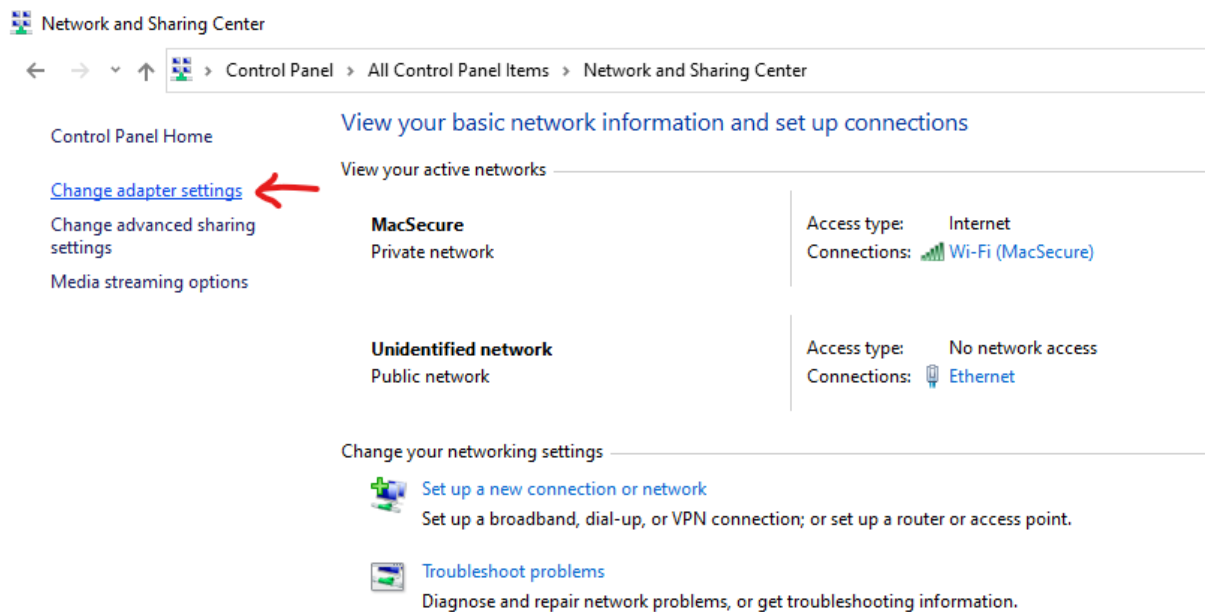 Network and Sharing Center
Control Panel > All Control Panel Items > Network and Sharing Center
Control Panel Home
Change adapter settings
Change advanced sharing
settings
Media streaming options
View your basic network information and set up connections
View your active networks
MacSecure
Private network
Access type: Internet
Connections: Wi-Fi (MacSecure)
Unidentified network
Public network
Access type: No network access
Connections: Ethernet
Change your networking settings
Set up a new connection or network
Set up a broadband, dial-up, or VPN connection; or set up a router or access point.
Troubleshoot problems
Diagnose and repair network problems, or get troubleshooting information.